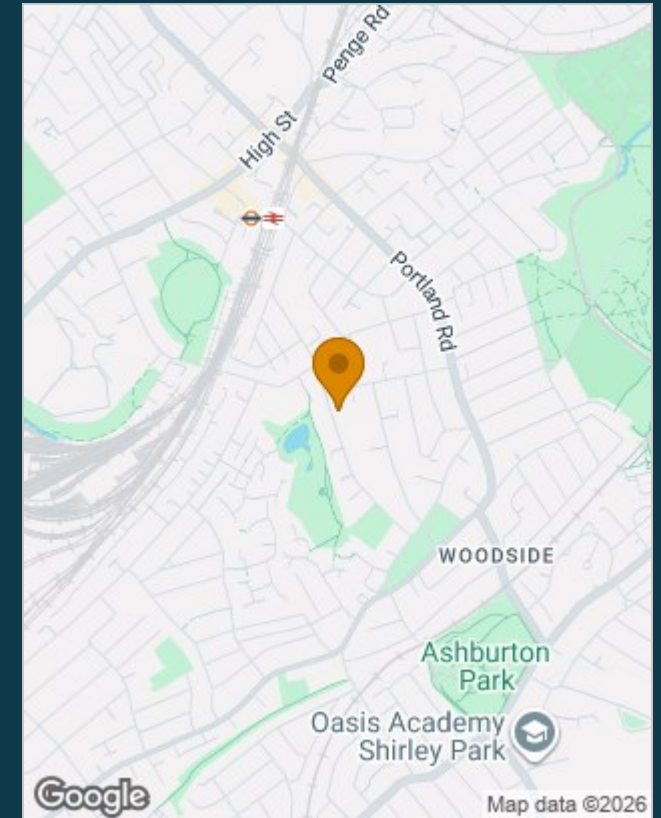 Penge Rd
High St
Portland Rd
WOODSIDE
Ashburton
Park
Oasis Academy
Shirley Park
Google
Map data ©2026